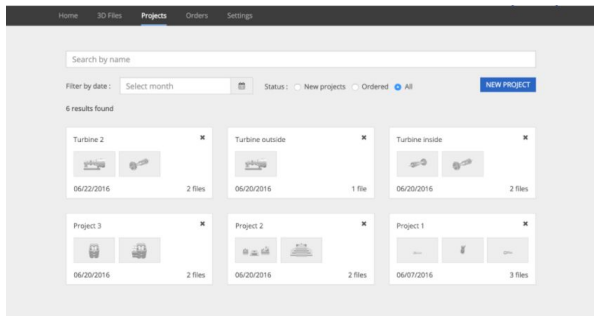 Home 3D Files Projects Orders Settings
Search by name
Filter by date : Select month Status : New projects Ordered All NEW PROJECT
6 results found
Turbine 2 ✖ Turbine outside ✖ Turbine inside ✖
06/22/2016 2 files 06/20/2016 1 file 06/20/2016 2 files
Project 3 ✖ Project 2 ✖ Project 1 ✖
06/20/2016 2 files 06/20/2016 2 files 06/07/2016 3 files